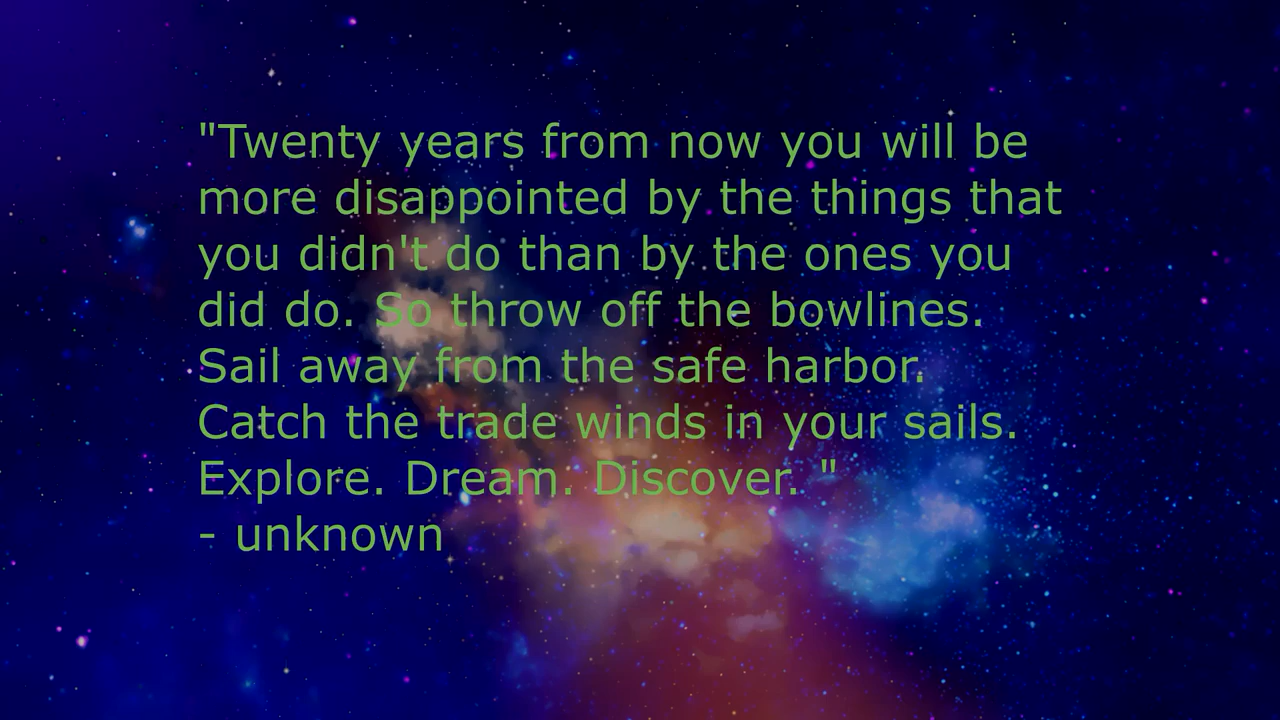 "Twenty years from now you will be
more disappointed by the things that
you didn't do than by the ones you
did do. So throw off the bowlines.
Sail away from the safe harbor.
Catch the trade winds in your sails.
Explore. Dream. Discover. "
- unknown